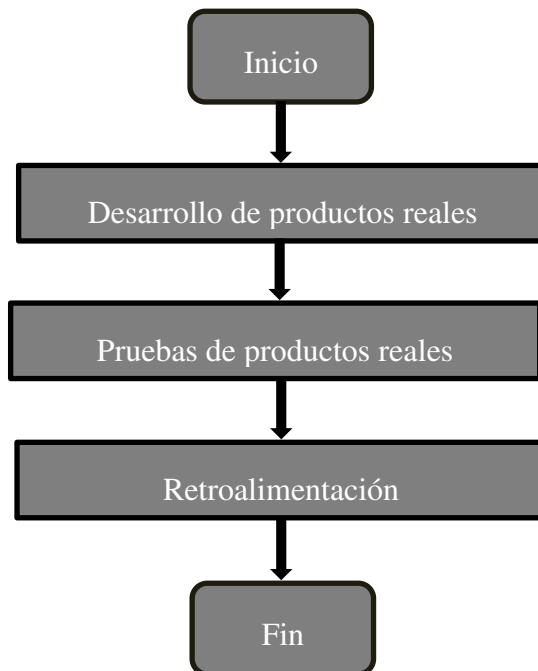 Inicio
Desarrollo de productos reales
Pruebas de productos reales
Retroalimentación
Fin